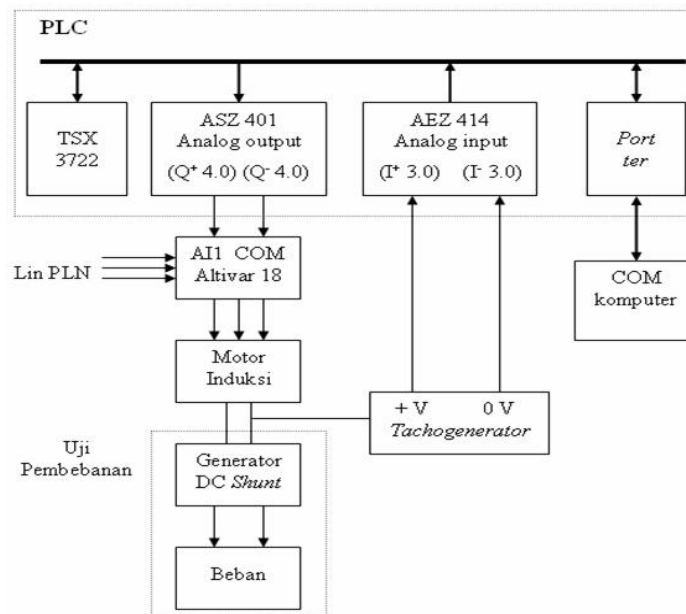 PLC
TSX
3722
ASZ 401
Analog output
(Q⁺ 4.0) (Q⁻ 4.0)
AEZ 414
Analog input
(I⁺ 3.0) (I⁻ 3.0)
Port
ter
Lin PLN
AI1 COM
Altivar 18
COM
komputer
Motor
Induksi
+ V 0 V
Tachogenerator
Uji
Pembebanan
Generator
DC Shunt
Beban